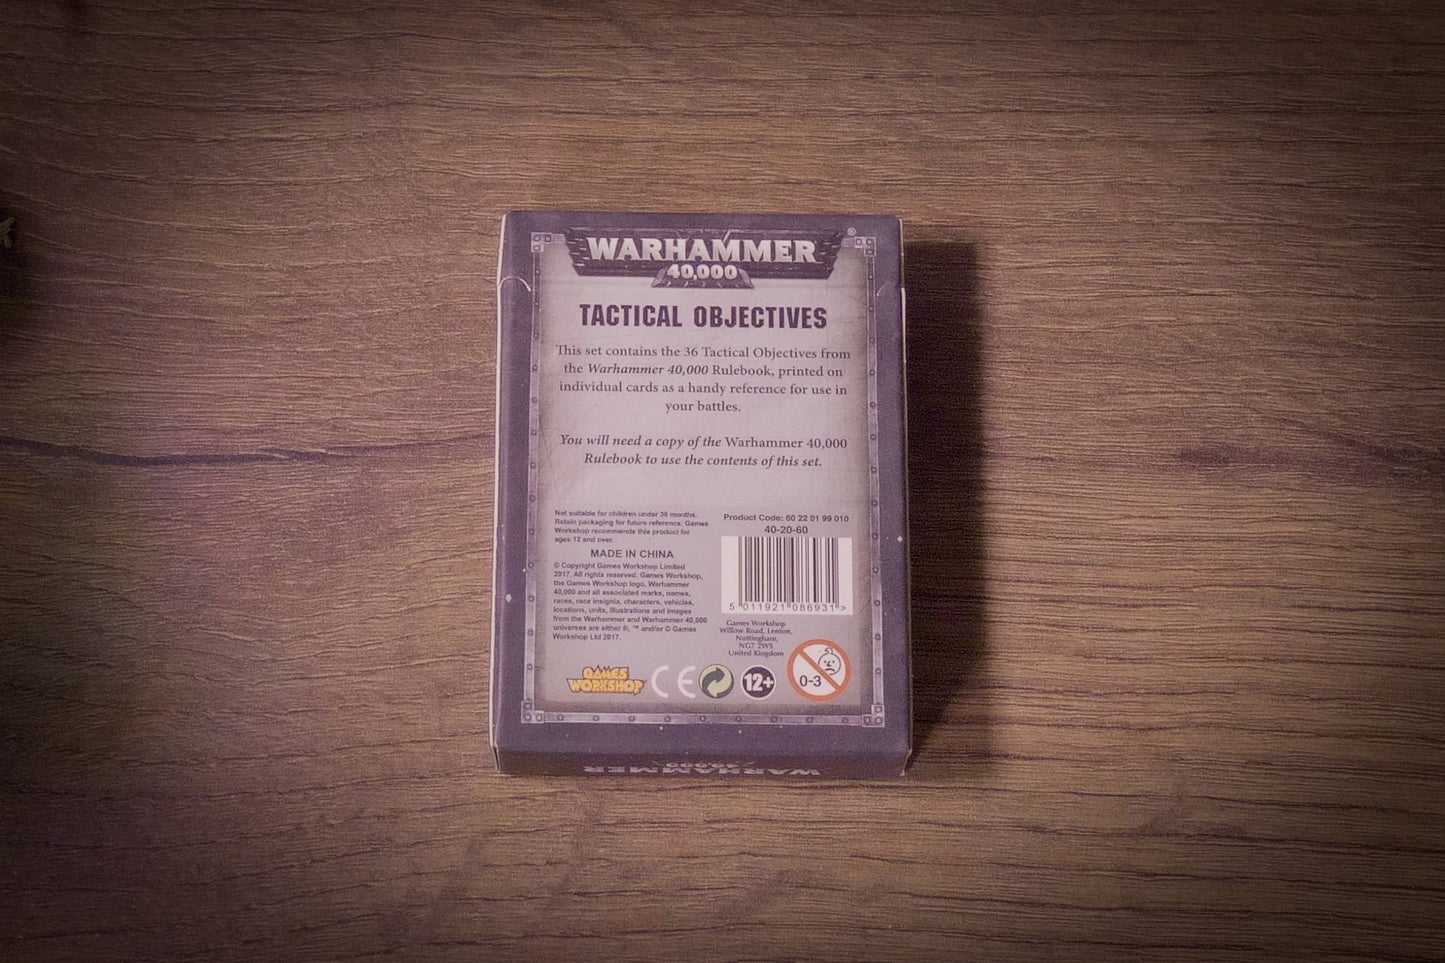 WARHAMMER®
40,000
TACTICAL OBJECTIVES
This set contains the 36 Tactical Objectives from
the Warhammer 40,000 Rulebook, printed on
individual cards as a handy reference for use in
your battles.
You will need a copy of the Warhammer 40,000
Rulebook to use the contents of this set.
Not suitable for children under 36 months.
Retain packaging for future reference. Games
Workshop recommends this product for
ages 12 and over.
MADE IN CHINA
© Copyright Games Workshop Limited
2017. All rights reserved. Games Workshop,
the Games Workshop logo, Warhammer
40,000 and all associated marks, names,
races, race insignia, characters, vehicles,
locations, units, illustrations and images
from the Warhammer and Warhammer 40,000
universe are either ®, ™ and/or © Games
Workshop Ltd 2017.
Product Code: 60 22 01 99 010
40-20-60
5 011921 086931 >
Games Workshop
Willow Road, Lenton,
Nottingham,
NG7 2WS
United Kingdom
GAMES
WORKSHOP
CE
12+
0-3
WARHAMMER
40,000